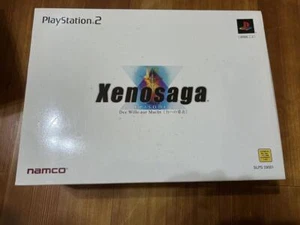 PlayStation 2
Xenosaga
Der Wille zur Macht
namco